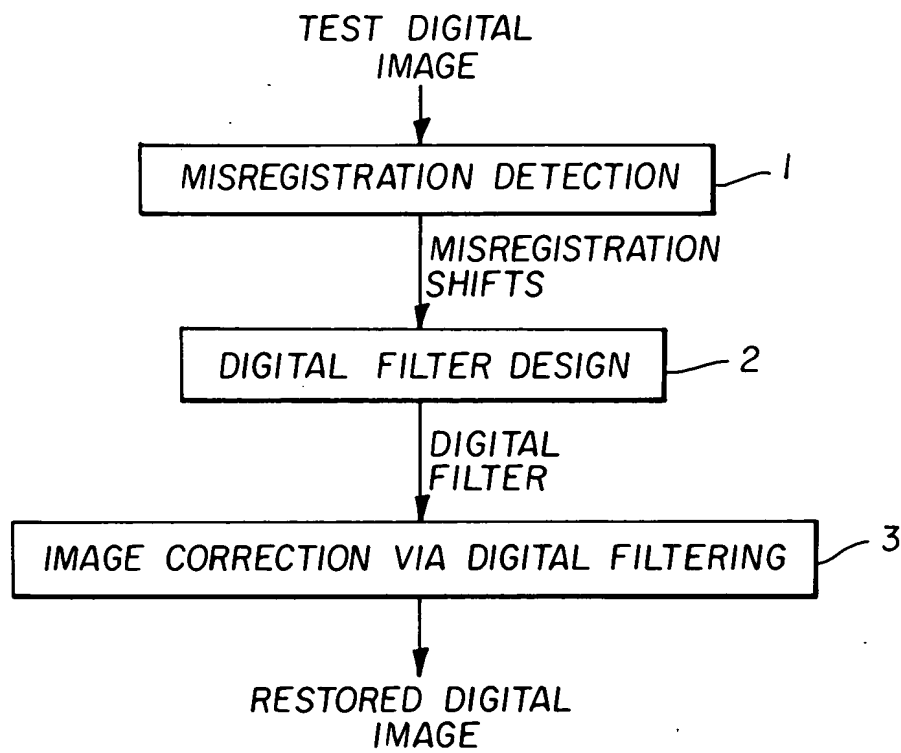 TEST DIGITAL
IMAGE
MISREGISTRATION DETECTION
1
MISREGISTRATION
SHIFTS
DIGITAL FILTER DESIGN
2
DIGITAL
FILTER
IMAGE CORRECTION VIA DIGITAL FILTERING
3
RESTORED DIGITAL
IMAGE